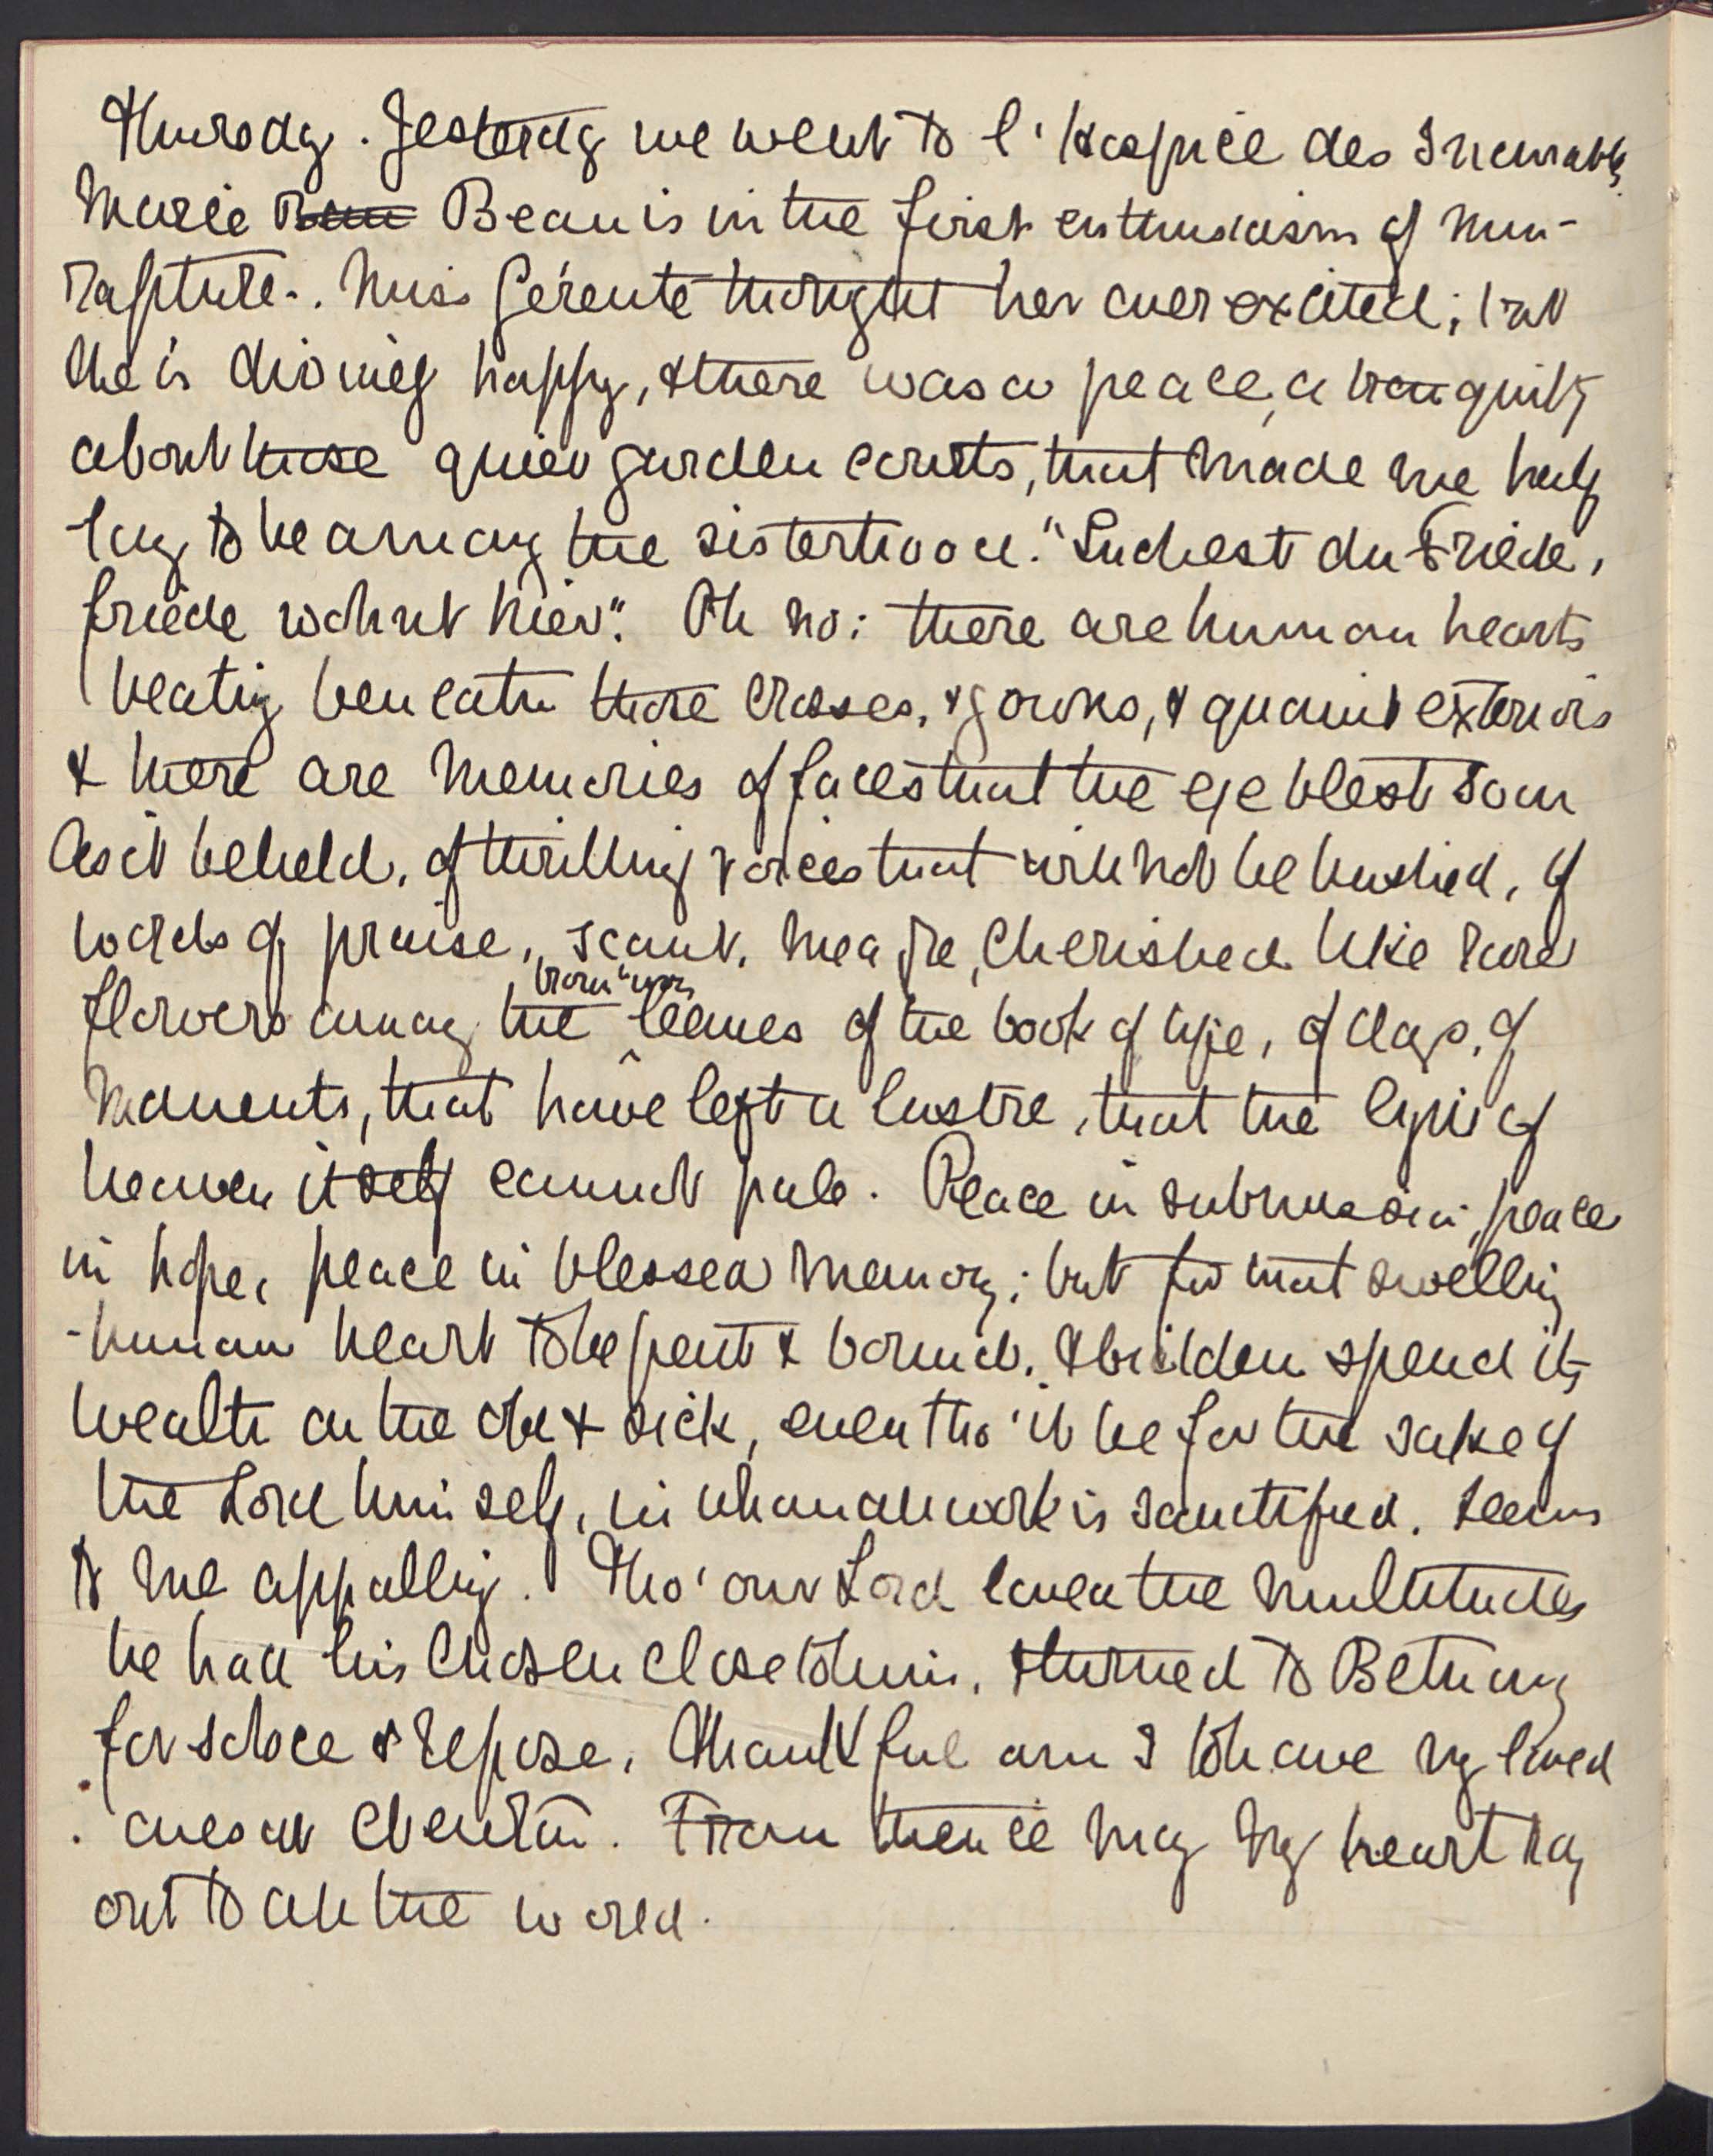 Thursday. Yesterday we went to l'Hospice des Incurables
Marie Beau is in the first enthusiasm of nun-
rapture. Miss Gérente thought her over excited; but
she is divinely happy, & there was a peace, a tranquility
about those quiet garden courts, that made me half
long to be among the sisterhood. "Suchest du Friede,
friede wohnt hier". Oh no: there are human hearts
beating beneath those crosses, & gowns, & quaint exteriors
& there are memories of faces that the eye blest saw
as it beheld, of thrilling voices that will not be hushed, of
words of praise, scant, meagre, cherished like rare
flowers among the leaves of the book of life, of days, of
moments, that have left a lustre, that the light of
heaven itself cannot pale. Peace in submission, peace
in hope, peace in blessed memory; but for that swelling
human heart to be pent & bound, & bidden spend its
wealth on the old & sick, even tho' it be for the sake of
the Lord himself, in whom all work is sanctified, seems
to me appalling. Tho' our Lord loved the multitudes
he had his chosen close to him, & turned to Bethany
for solace & repose. Thankful am I to have my loved
ones at . From thence may my heart ray
out to all the world.